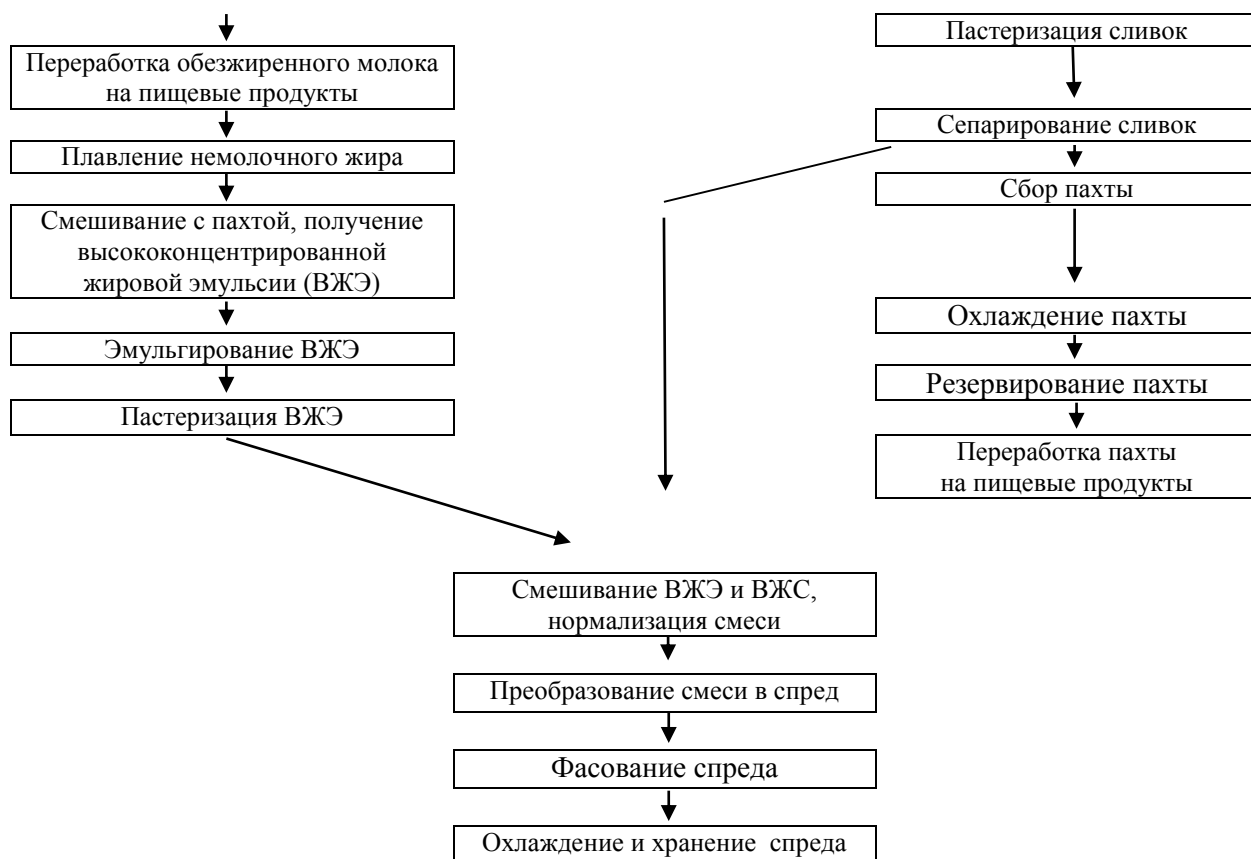 Переработка обезжиренного молока
на пищевые продукты
Плавление немолочного жира
Смешивание с пахтой, получение
высококонцентрированной
жировой эмульсии (ВЖЭ)
Эмульгирование ВЖЭ
Пастеризация ВЖЭ
Пастеризация сливок
Сепарирование сливок
Сбор пахты
Охлаждение пахты
Резервирование пахты
Переработка пахты
на пищевые продукты
Смешивание ВЖЭ и ВЖС,
нормализация смеси
Преобразование смеси в спред
Фасование спреда
Охлаждение и хранение спреда